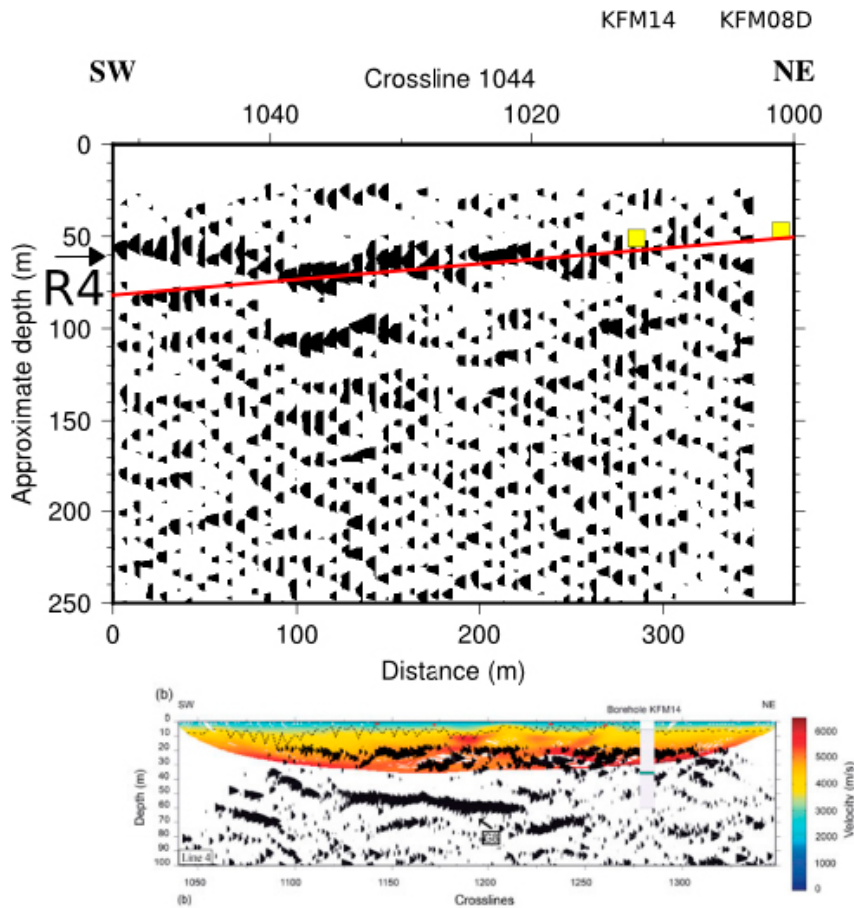 KFM14 KFM08D
SW NE
Crossline 1044
1040 1020 1000
0
50
R4
100
150
200
250
Approximate depth (m)
0 100 200 300
Distance (m)
(b)
SW Borehole KFM14 NE
0
10
20
30
40
50
60
70
80
90
100
Depth (m)
Line 4
6000
5000
4000
3000
2000
1000
0
Velocity (m/s)
1050 1100 1150 1200 1250 1300
(b) Crosslines